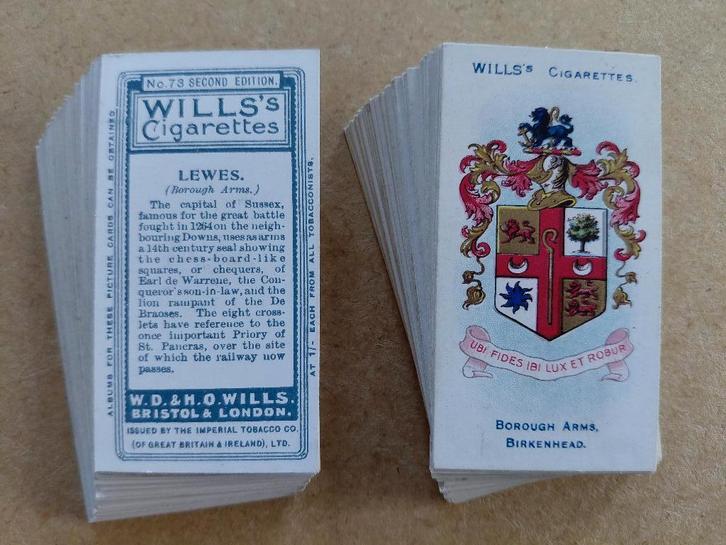 No. 73 SECOND EDITION.
WILLS's
Cigarettes
LEWES.
(Borough Arms.)
The capital of Sussex,
famous for the great battle
fought in 1264 on the neigh-
bouring Downs, uses as arms
a 14th century seal showing
the chess-board-like
squares, or chequers, of
Earl de Warrene, the Con-
queror's son-in-law, and the
lion rampant of the De
Braoses. The eight cross-
lets have reference to the
once important Priory of
St. Pancras, over the site
of which the railway now
passes.
W.D. & H.O. WILLS.
BRISTOL & LONDON.
ISSUED BY THE IMPERIAL TOBACCO CO.
(OF GREAT BRITAIN & IRELAND), LTD.
ALBUMS FOR THESE PICTURE CARDS CAN BE OBTAINED
AT 1/- EACH FROM ALL TOBACCONISTS.
WILLS's CIGARETTES.
UBI FIDES IBI LUX ET ROBUR
BOROUGH ARMS,
BIRKENHEAD.